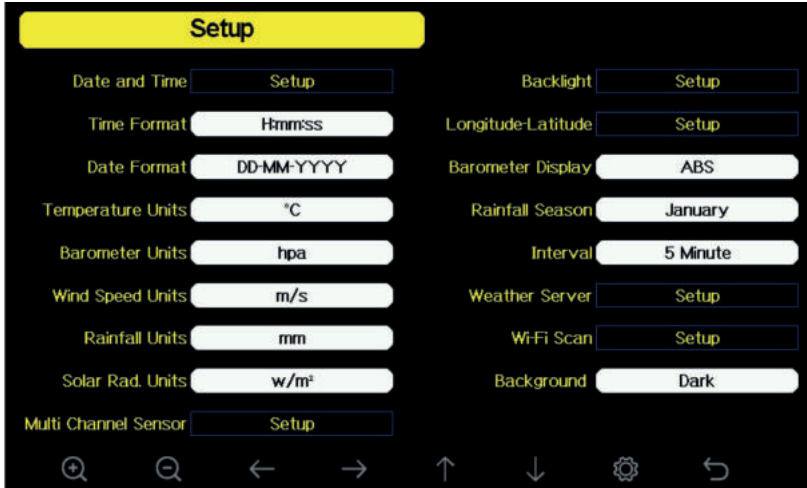 Setup
Date and Time Setup
Time Format H:mm:ss
Date Format DD-MM-YYYY
Temperature Units °C
Barometer Units hpa
Wind Speed Units m/s
Rainfall Units mm
Solar Rad. Units w/m²
Multi Channel Sensor Setup
Backlight Setup
Longitude-Latitude Setup
Barometer Display ABS
Rainfall Season January
Interval 5 Minute
Weather Server Setup
Wi-Fi Scan Setup
Background Dark